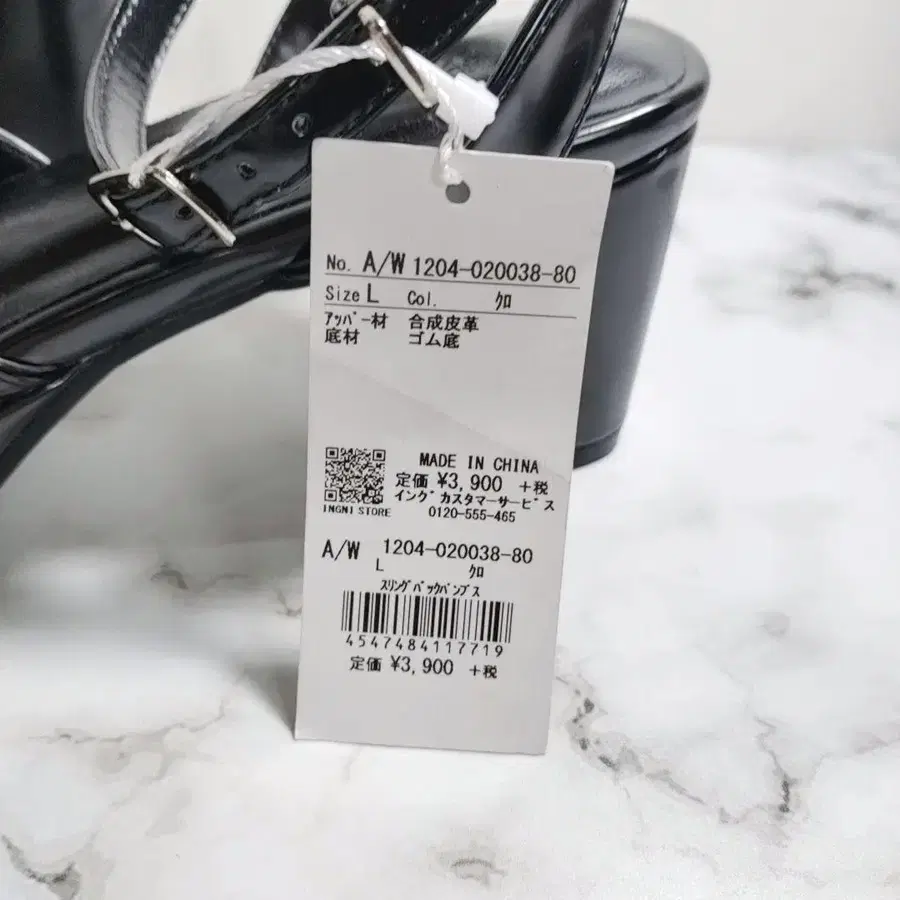 No. A/W 1204-020038-80
Size L Col. ｸﾛ
ｱｯﾊﾟｰ材 合成皮革
底材 ゴム底
MADE IN CHINA
定価 ¥3,900 +税
イングカスタマーサービス
0120-555-465
INGNI STORE
A/W 1204-020038-80
L ｸﾛ
ｽﾘﾝｸﾞﾊﾞｯｸﾊﾟﾝﾌﾟｽ
4547484117719
定価 ¥3,900 +税